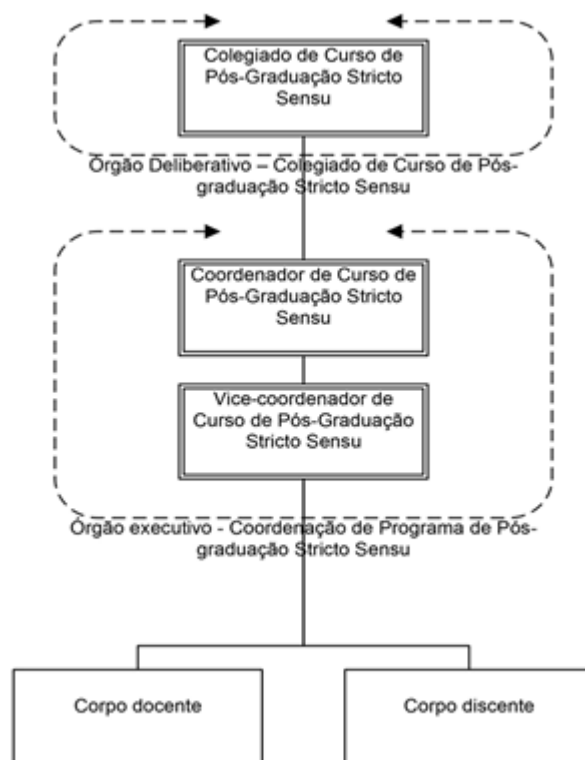 Colegiado de Curso de
Pós-Graduação Stricto
Sensu
Órgão Deliberativo – Colegiado de Curso de Pós-
graduação Stricto Sensu
Coordenador de Curso de
Pós-Graduação Stricto
Sensu
Vice-coordenador de
Curso de Pós-Graduação
Stricto Sensu
Órgão executivo - Coordenação de Programa de Pós-
graduação Stricto Sensu
Corpo docente
Corpo discente